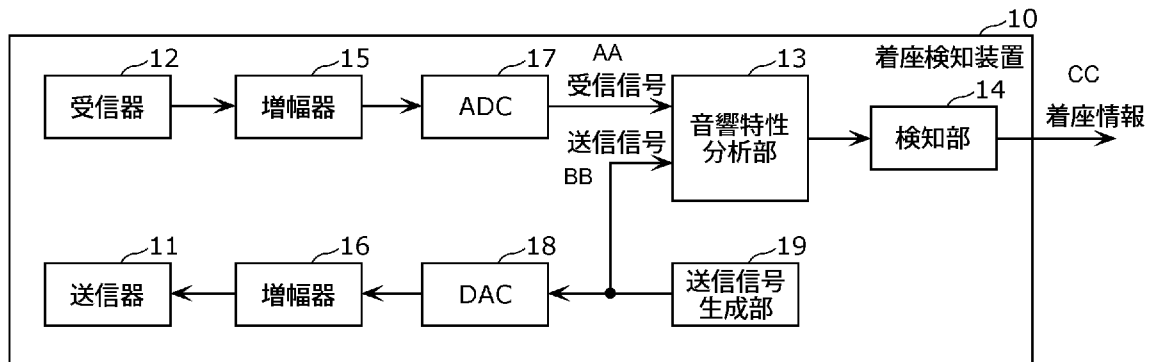 10
着座検知装置
12
受信器
15
増幅器
17
ADC
AA
受信信号
送信信号
BB
13
音響特性
分析部
14
検知部
CC
着座情報
11
送信器
16
増幅器
18
DAC
19
送信信号
生成部